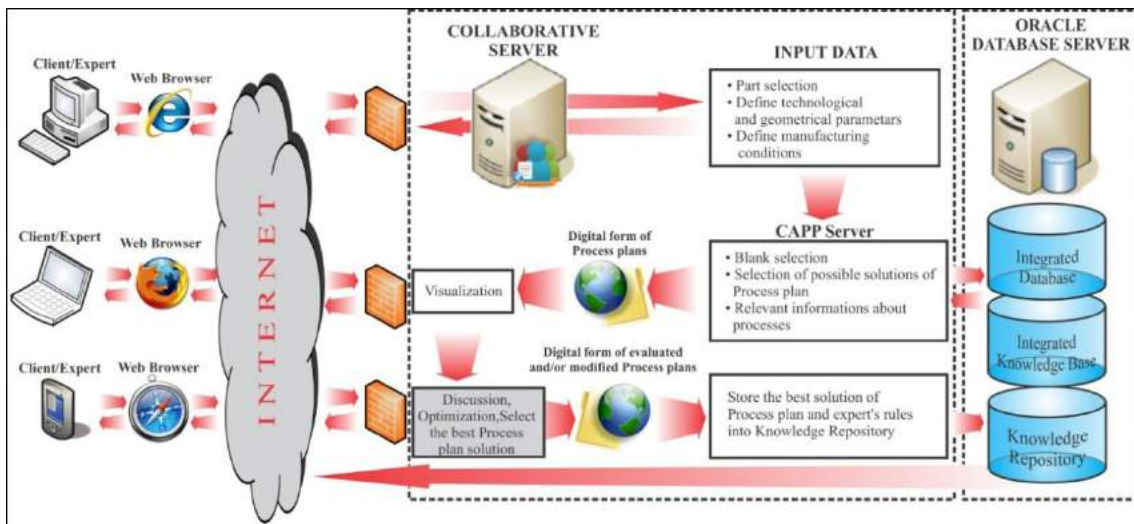 COLLABORATIVE
SERVER
INPUT DATA
ORACLE
DATABASE SERVER
Client/Expert
Web Browser
• Part selection
• Define technological
and geometrical parametars
• Define manufacturing
conditions
INTERNET
Client/Expert
Web Browser
Digital form of
Process plans
Visualization
CAPP Server
• Blank selection
• Selection of possible solutions of
Process plan
• Relevant informations about
processes
Integrated
Database
Integrated
Knowledge Base
Client/Expert
Web Browser
Digital form of evaluated
and/or modified Process plans
Discussion,
Optimization,Select
the best Process
plan solution
Store the best solution of
Process plan and expert's rules
into Knowledge Repository
Knowledge
Repository